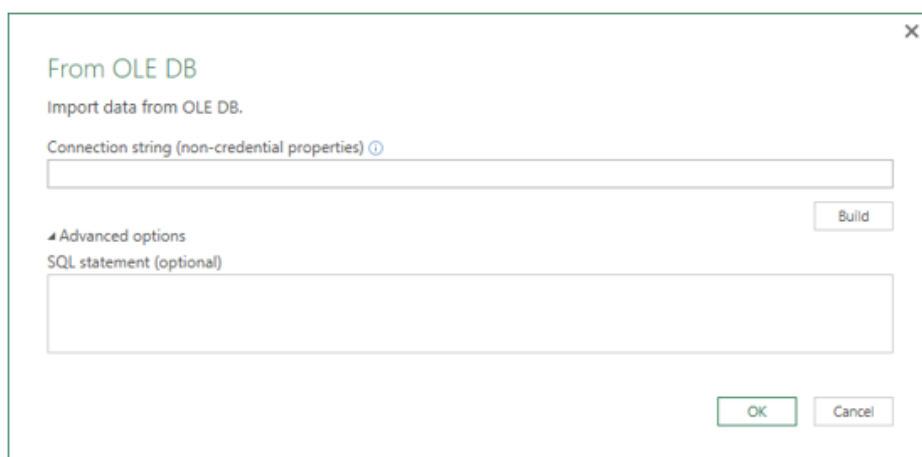 From OLE DB
Import data from OLE DB.
Connection string (non-credential properties)
Build
Advanced options
SQL statement (optional)
OK
Cancel